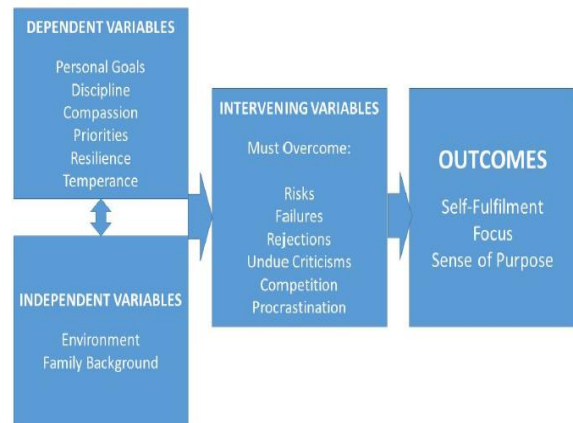 DEPENDENT VARIABLES
Personal Goals
Discipline
Compassion
Priorities
Resilience
Temperance
INDEPENDENT VARIABLES
Environment
Family Background
INTERVENING VARIABLES
Must Overcome:
Risks
Failures
Rejections
Undue Criticisms
Competition
Procrastination
OUTCOMES
Self-Fulfilment
Focus
Sense of Purpose